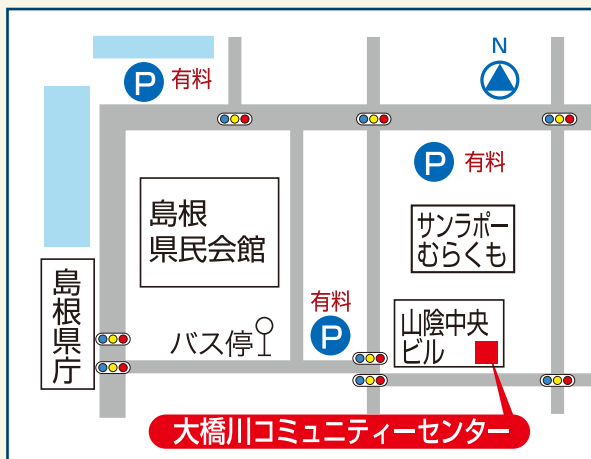 N
P 有料
P 有料
島根
県民会館
サンラポー
むらくも
島根県庁
有料
P
バス停
山陰中央
ビル
大橋川コミュニティーセンター